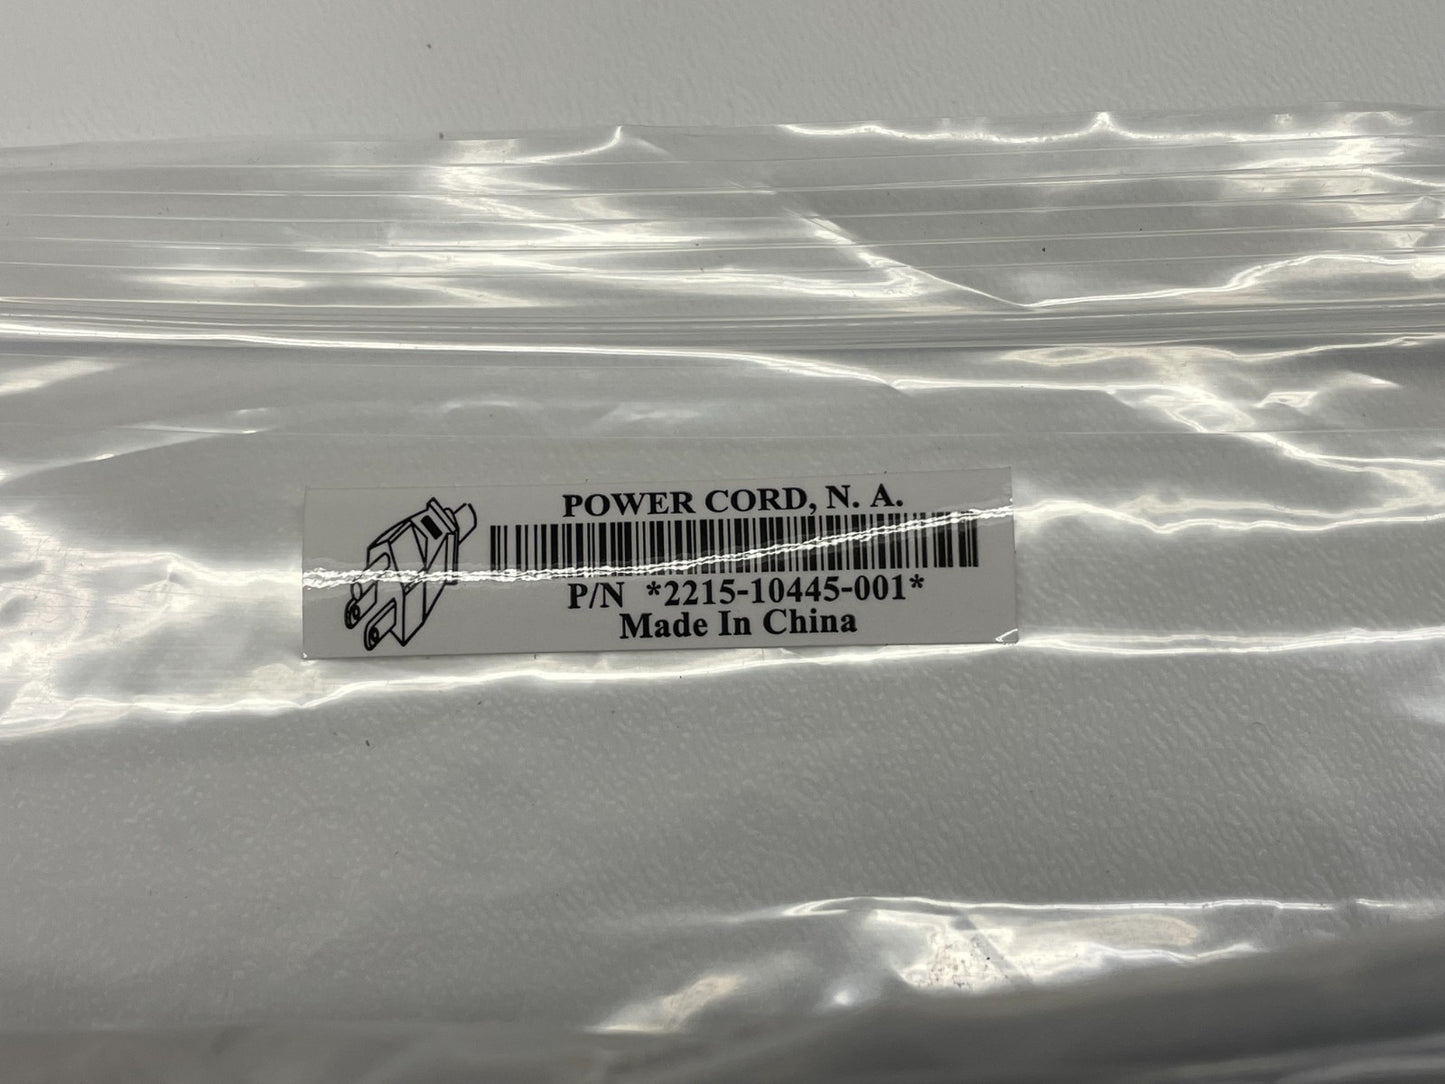 POWER CORD, N. A.
P/N *2215-10445-001*
Made In China